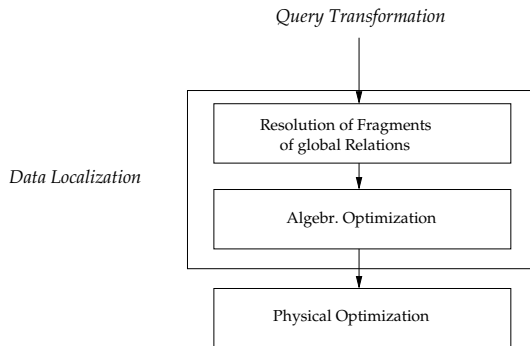 Query Transformation
Resolution of Fragments
of global Relations
Data Localization
Algebr. Optimization
Physical Optimization